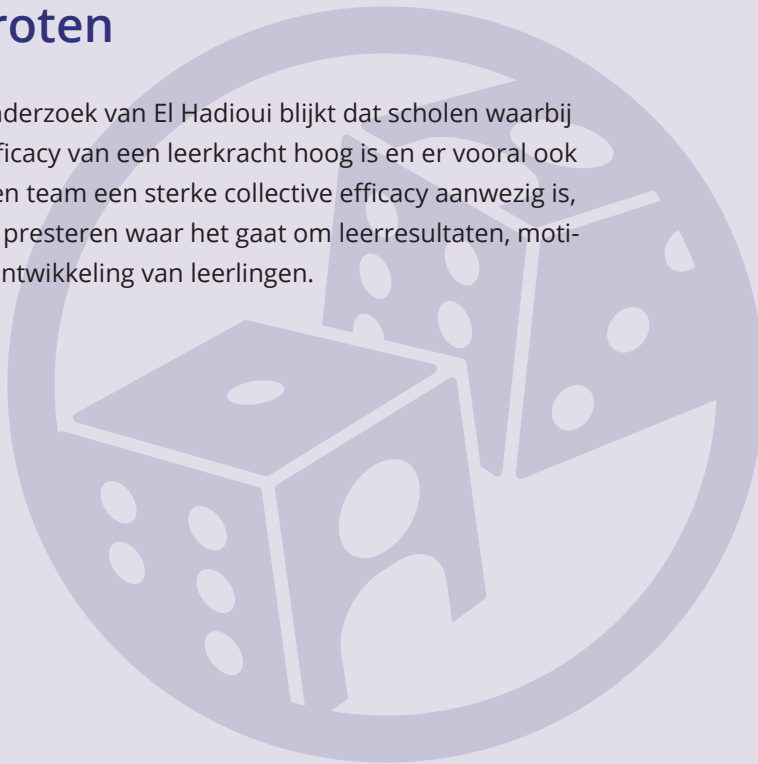 roten
nderzoek van El Hadioui blijkt dat scholen waarbij
ficacy van een leerkracht hoog is en er vooral ook
en team een sterke collective efficacy aanwezig is,
presteren waar het gaat om leerresultaten, moti-
ntwikkeling van leerlingen.